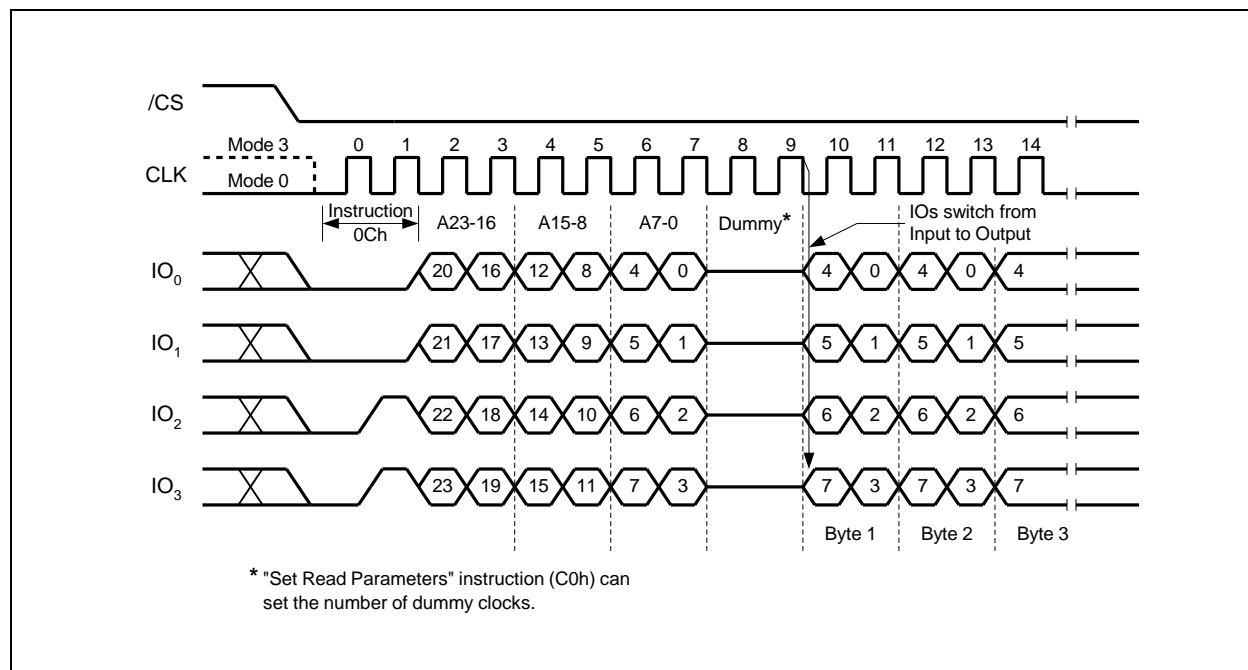 /CS
Mode 3 0 1 2 3 4 5 6 7 8 9 10 11 12 13 14
CLK
Mode 0
Instruction
0Ch
A23-16 A15-8 A7-0 Dummy*
IOs switch from
Input to Output
IO0 20 16 12 8 4 0 4 0 4 0 4
IO1 21 17 13 9 5 1 5 1 5 1 5
IO2 22 18 14 10 6 2 6 2 6 2 6
IO3 23 19 15 11 7 3 7 3 7 3 7
Byte 1 Byte 2 Byte 3
* "Set Read Parameters" instruction (C0h) can
set the number of dummy clocks.